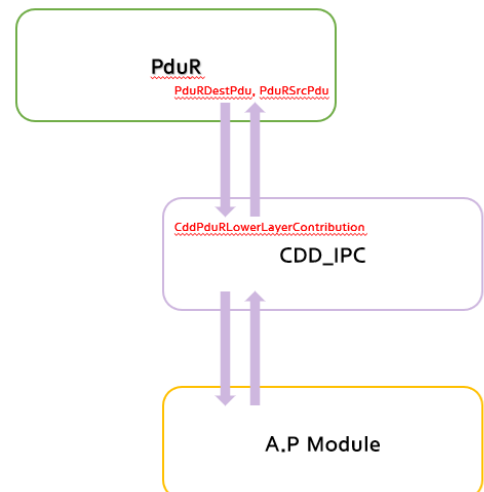 PduR
PduRDestPdu, PduRSrcPdu
CddPduRLowerLayerContribution
CDD_IPC
A.P Module